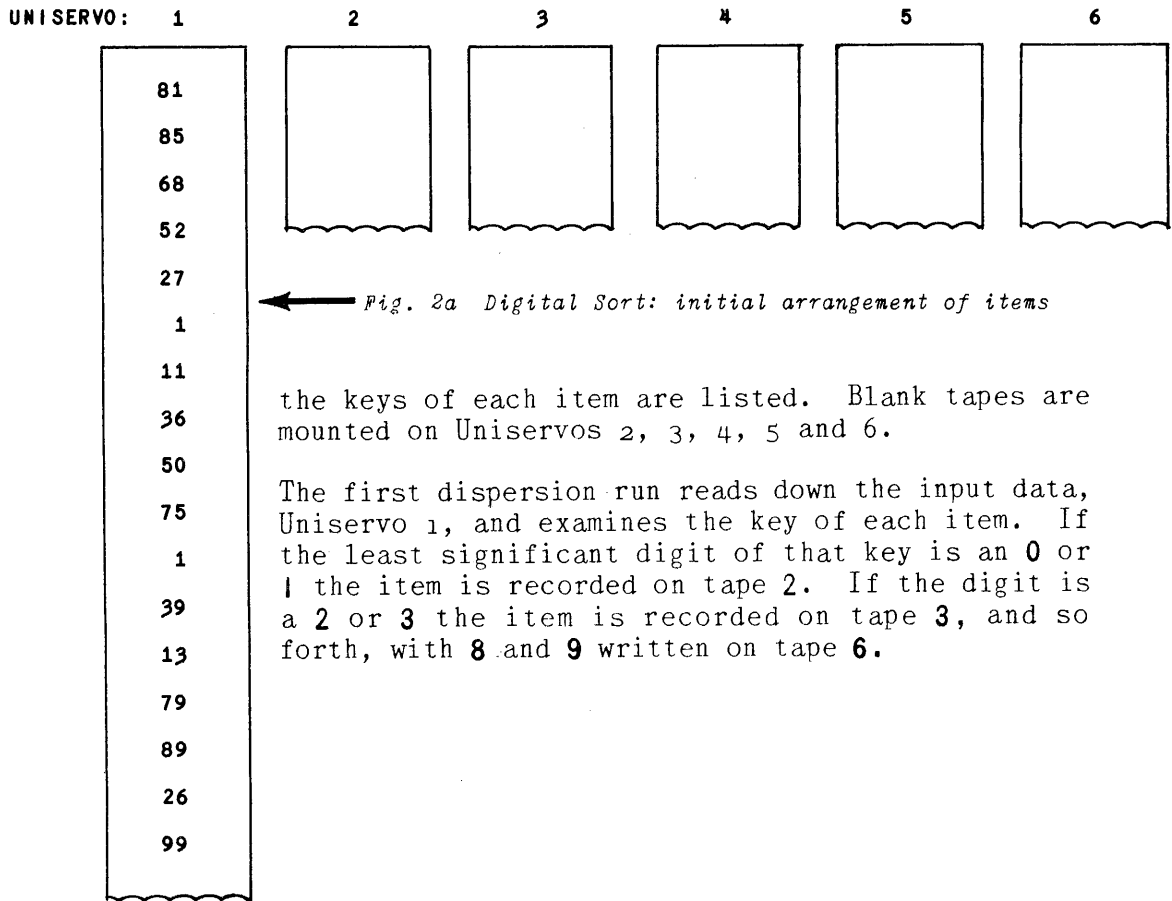 UNISERVO: 1 2 3 4 5 6
81
85
68
52
27
1
11
36
50
75
1
39
13
79
89
26
99
Fig. 2a Digital Sort: initial arrangement of items
the keys of each item are listed. Blank tapes are
mounted on Uniservos 2, 3, 4, 5 and 6.
The first dispersion run reads down the input data,
Uniservo 1, and examines the key of each item. If
the least significant digit of that key is an 0 or
1 the item is recorded on tape 2. If the digit is
a 2 or 3 the item is recorded on tape 3, and so
forth, with 8 and 9 written on tape 6.